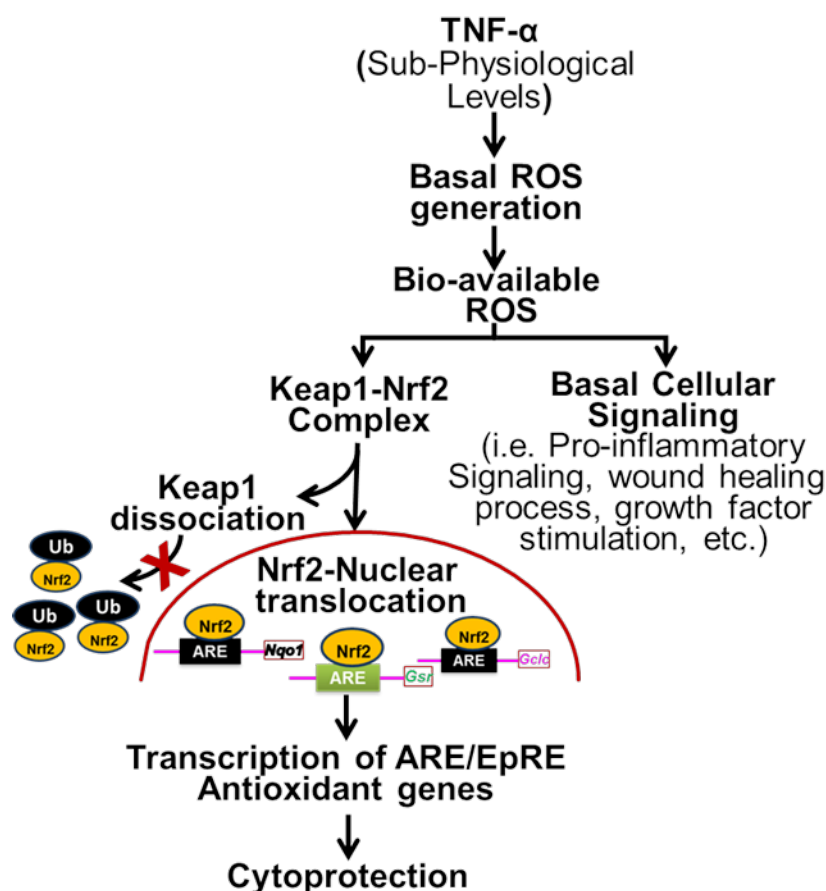 TNF-α
(Sub-Physiological
Levels)
Basal ROS
generation
Bio-available
ROS
Keap1-Nrf2
Complex
Basal Cellular
Signaling
(i.e. Pro-inflammatory
Signaling, wound healing
process, growth factor
stimulation, etc.)
Keap1
dissociation
Ub
Nrf2
Ub
Nrf2
Ub
Nrf2
Nrf2-Nuclear
translocation
Nrf2
ARE
Nqo1
Nrf2
ARE
Gsr
Nrf2
ARE
Gclc
Transcription of ARE/EpRE
Antioxidant genes
Cytoprotection